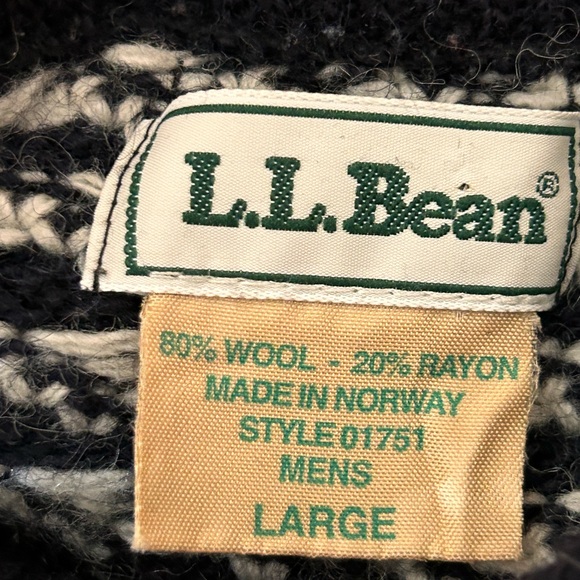 L.L.Bean®
80% WOOL - 20% RAYON
MADE IN NORWAY
STYLE 01751
MENS
LARGE